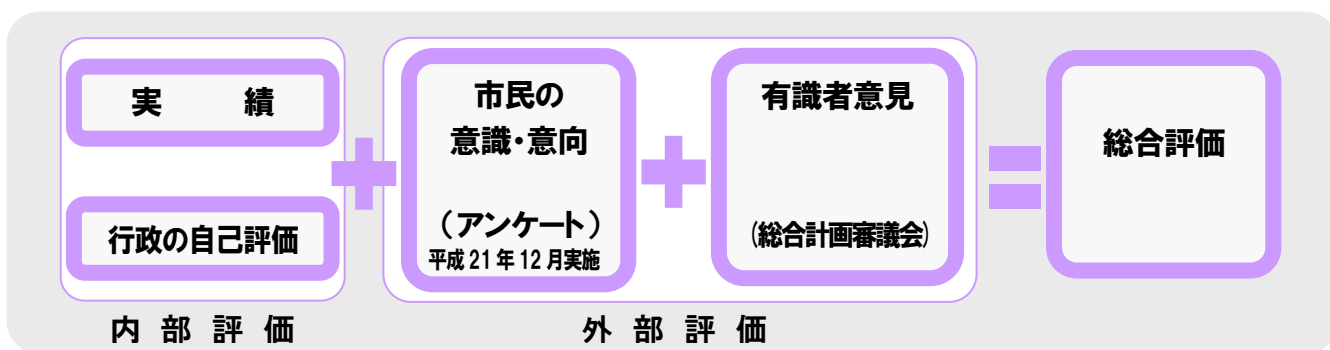 実　　績
行政の自己評価
内部評価
市民の
意識・意向
（アンケート）
平成21年12月実施
有識者意見
(総合計画審議会)
外部評価
総合評価